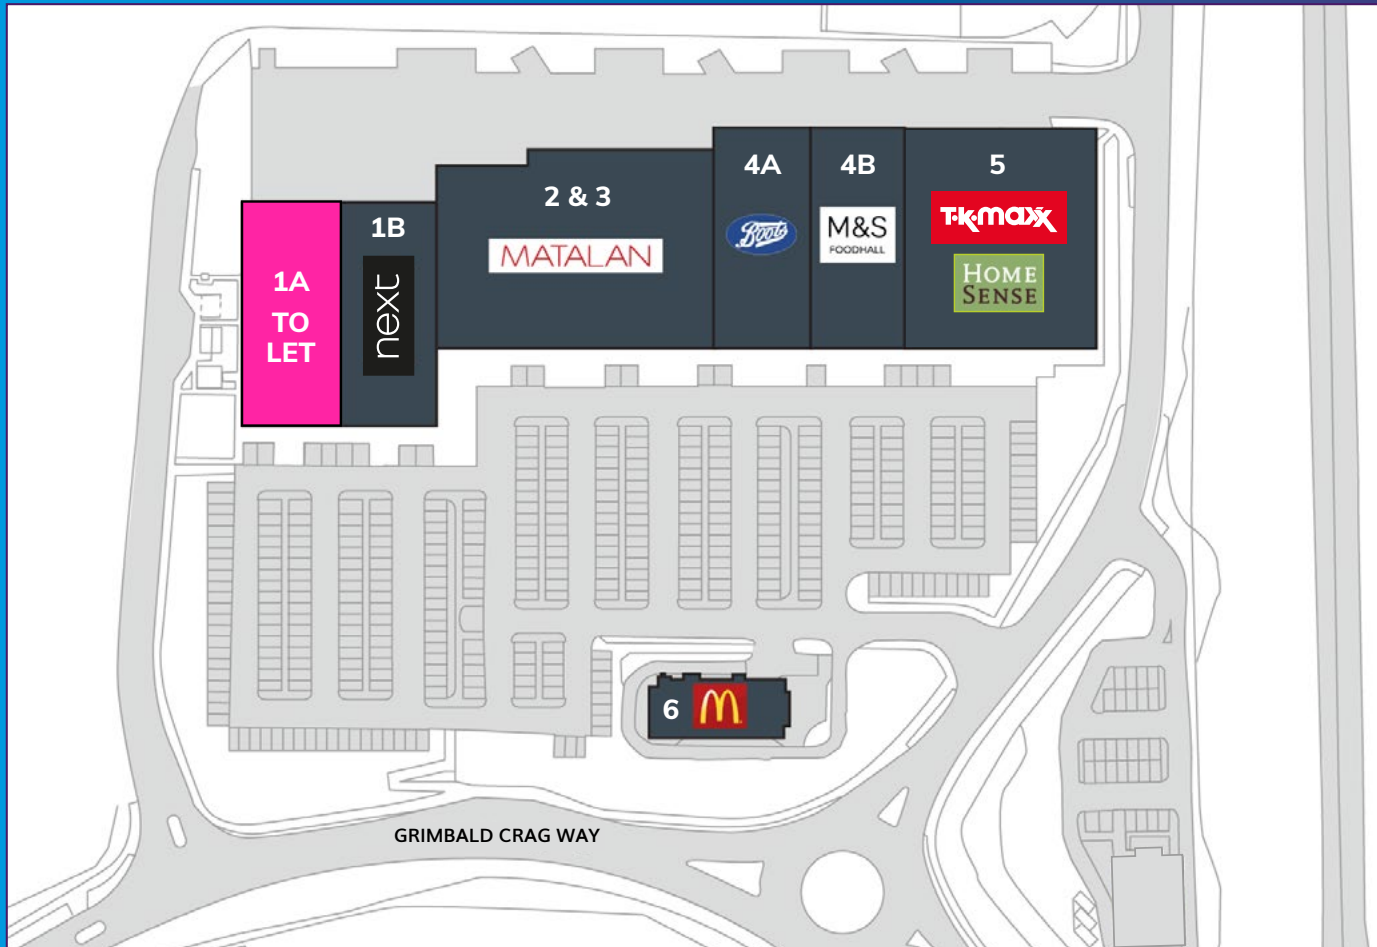 1A
TO
LET
1B
next
2 & 3
MATALAN
4A
Boots
4B
M&S
FOODHALL
5
T·K·maxx
HOME
SENSE
6
M
GRIMBALD CRAG WAY